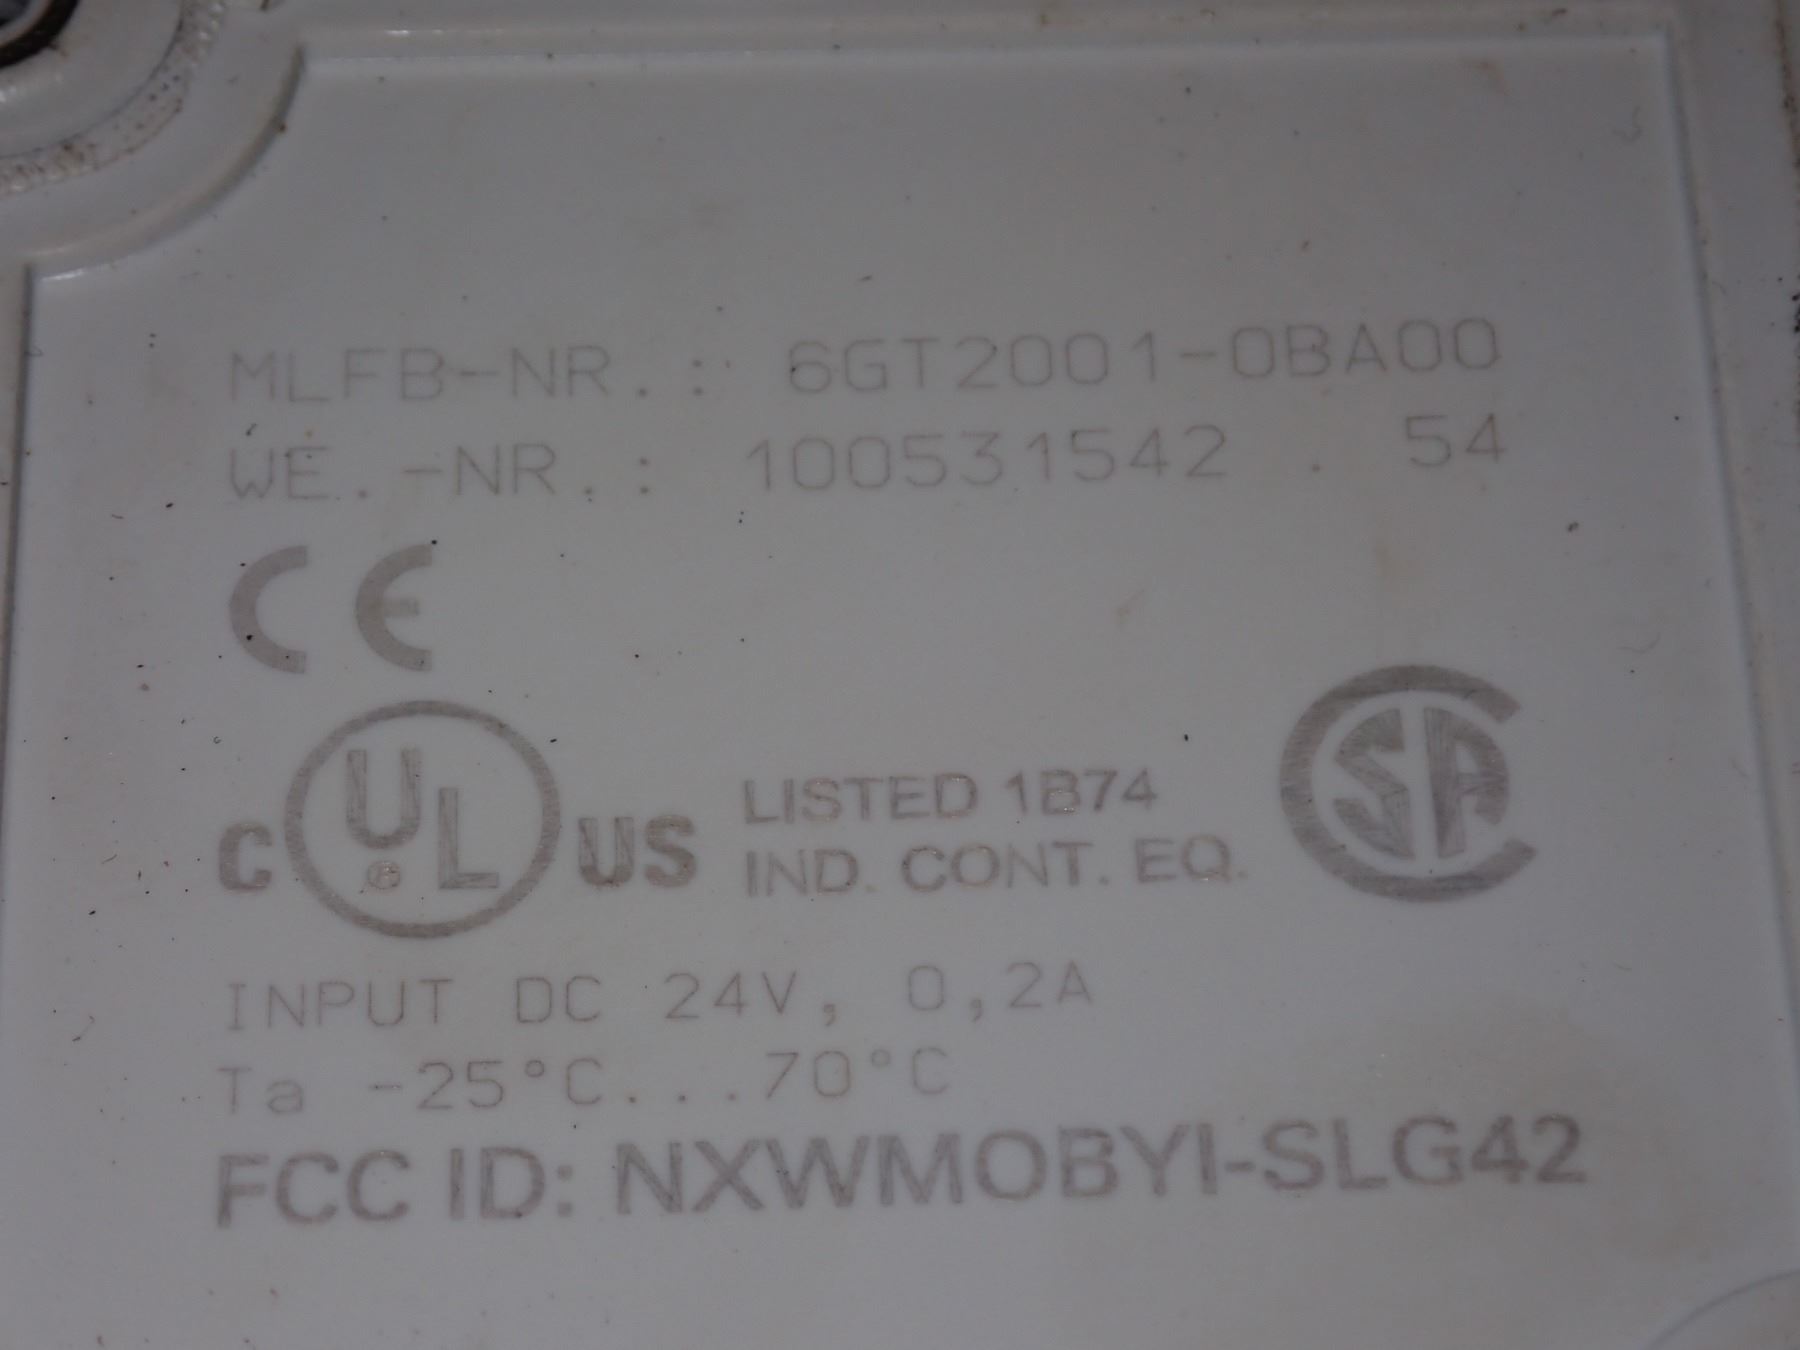 MLFB-NR.: 6GT2001-0BA00
WE.-NR.: 100531542 . 54
CE
C UL ® US LISTED 1B74 SA
IND. CONT. EQ.
INPUT DC 24V, 0,2A
Ta -25°C...70°C
FCC ID: NXWMOBYI-SLG42